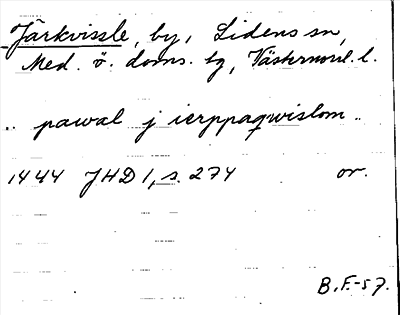 Järkvissle, by, Lidens sn,
Med. ö. doms. tg, Västernorrl. l.
.. pawal j ierppaqwislom ..
1444 JHD 1, s. 274 or.
B.F.-57.